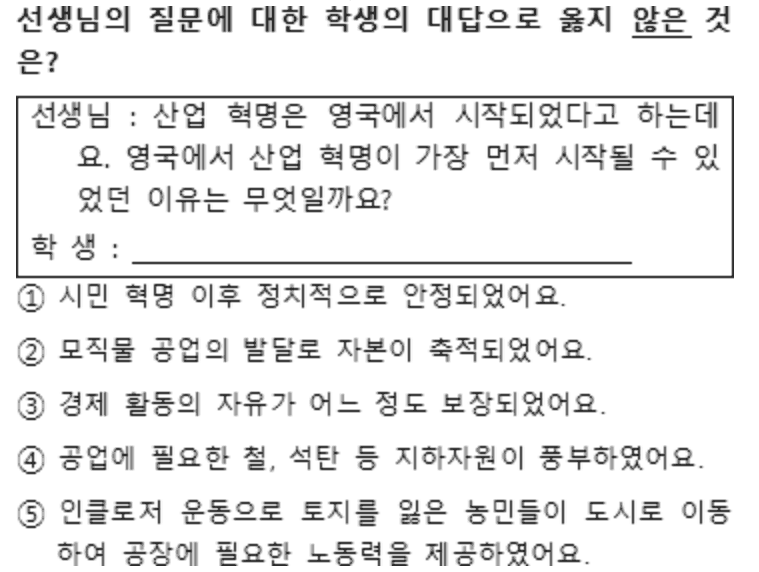 선생님의 질문에 대한 학생의 대답으로 옳지 않은 것
은?
선생님 : 산업 혁명은 영국에서 시작되었다고 하는데
요. 영국에서 산업 혁명이 가장 먼저 시작될 수 있
었던 이유는 무엇일까요?
학 생 :
① 시민 혁명 이후 정치적으로 안정되었어요.
② 모직물 공업의 발달로 자본이 축적되었어요.
③ 경제 활동의 자유가 어느 정도 보장되었어요.
④ 공업에 필요한 철, 석탄 등 지하자원이 풍부하였어요.
⑤ 인클로저 운동으로 토지를 잃은 농민들이 도시로 이동
하여 공장에 필요한 노동력을 제공하였어요.